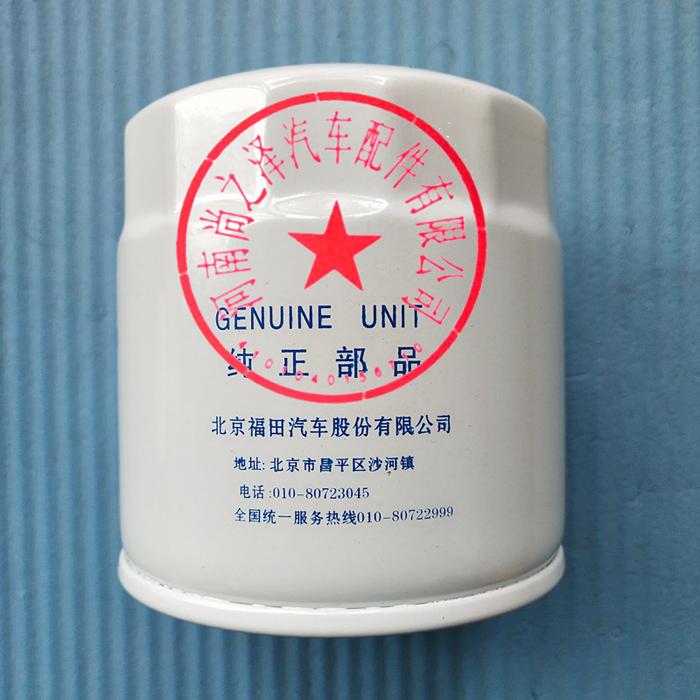 河南尚之泽汽车配件有限公司
GENUINE UNIT
纯正部品
北京福田汽车股份有限公司
地址:北京市昌平区沙河镇
电话:010-80723045
全国统一服务热线010-80722999